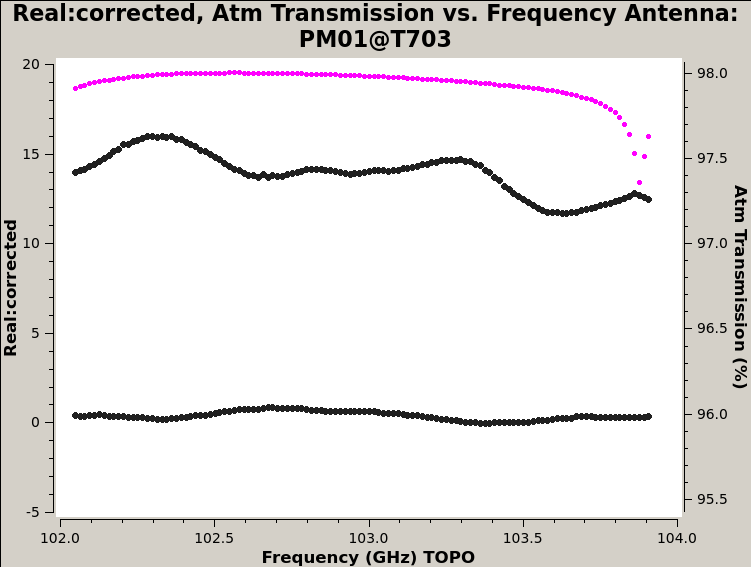 Real:corrected, Atm Transmission vs. Frequency Antenna:
PM01@T703
20
15
10
5
0
-5
Real:corrected
98.0
97.5
97.0
96.5
96.0
95.5
Atm Transmission (%)
102.0 102.5 103.0 103.5 104.0
Frequency (GHz) TOPO